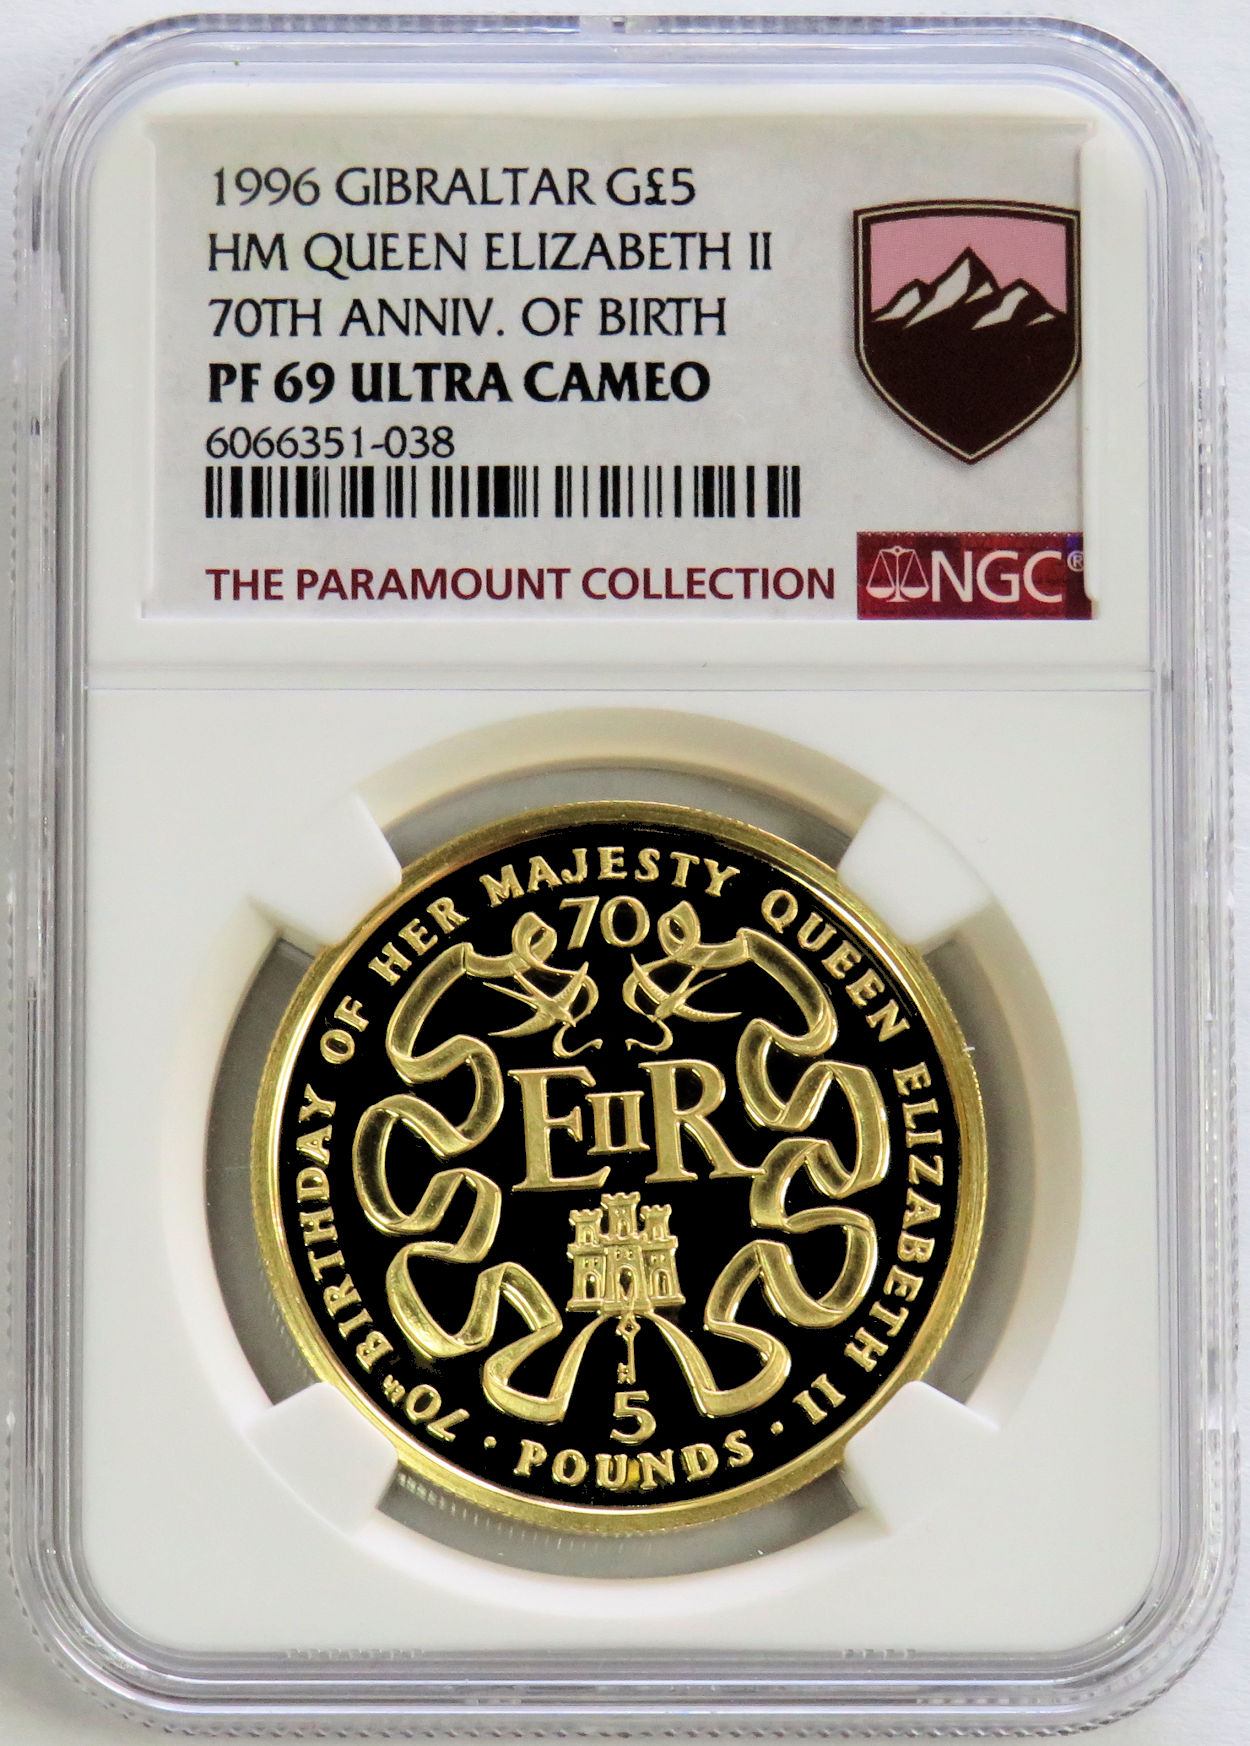 1996 GIBRALTAR G£5
HM QUEEN ELIZABETH II
70TH ANNIV. OF BIRTH
PF 69 ULTRA CAMEO
6066351-038
THE PARAMOUNT COLLECTION
NGC®
70TH BIRTHDAY OF HER MAJESTY QUEEN ELIZABETH II
70
EIIR
5
· POUNDS ·